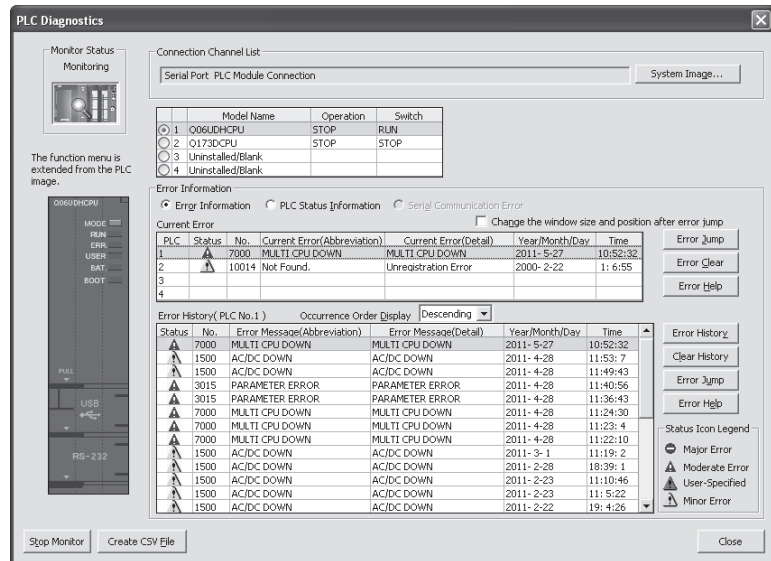 PLC Diagnostics
Monitor Status
Monitoring
Connection Channel List
Serial Port PLC Module Connection
System Image...
The function menu is
extended from the PLC
image.
Model Name Operation Switch
1 Q06UDHCPU STOP RUN
2 Q173DCPU STOP STOP
3 Uninstalled/Blank
4 Uninstalled/Blank
Q06UDHCPU
MODE
RUN
ERR.
USER
BAT.
BOOT
PULL
USB
RS-232
Error Information
Error Information PLC Status Information Serial Communication Error
Current Error Change the window size and position after error jump
PLC Status No. Current Error(Abbreviation) Current Error(Detail) Year/Month/Day Time
1 7000 MULTI CPU DOWN MULTI CPU DOWN 2011- 5-27 10:52:32
2 10014 Not Found. Unregistration Error 2000- 2-22 1: 6:55
3
4
Error Jump
Error Clear
Error Help
Error History( PLC No.1 ) Occurrence Order Display Descending
Status No. Error Message(Abbreviation) Error Message(Detail) Year/Month/Day Time
7000 MULTI CPU DOWN MULTI CPU DOWN 2011- 5-27 10:52:32
1500 AC/DC DOWN AC/DC DOWN 2011- 4-28 11:53: 7
1500 AC/DC DOWN AC/DC DOWN 2011- 4-28 11:49:43
3015 PARAMETER ERROR PARAMETER ERROR 2011- 4-28 11:40:56
3015 PARAMETER ERROR PARAMETER ERROR 2011- 4-28 11:36:43
7000 MULTI CPU DOWN MULTI CPU DOWN 2011- 4-28 11:24:30
7000 MULTI CPU DOWN MULTI CPU DOWN 2011- 4-28 11:23: 4
7000 MULTI CPU DOWN MULTI CPU DOWN 2011- 4-28 11:22:10
1500 AC/DC DOWN AC/DC DOWN 2011- 3- 1 11:19: 2
1500 AC/DC DOWN AC/DC DOWN 2011- 2-28 18:39: 1
1500 AC/DC DOWN AC/DC DOWN 2011- 2-23 11:10:46
1500 AC/DC DOWN AC/DC DOWN 2011- 2-23 11: 5:22
1500 AC/DC DOWN AC/DC DOWN 2011- 2-22 19: 4:26
Error History
Clear History
Error Jump
Error Help
Status Icon Legend
Major Error
Moderate Error
User-Specified
Minor Error
Stop Monitor
Create CSV File
Close